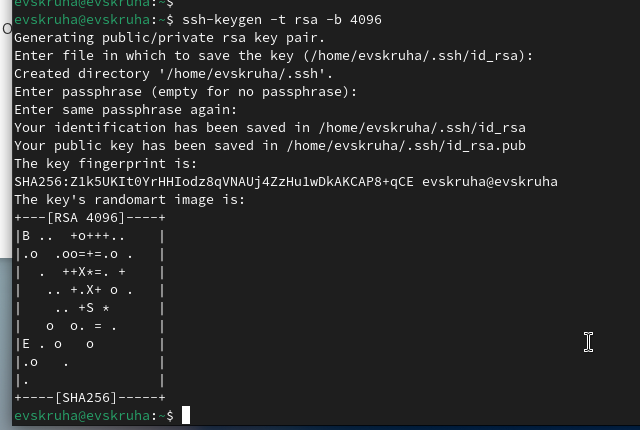 evskruha@evskruha:~$
evskruha@evskruha:~$ ssh-keygen -t rsa -b 4096
Generating public/private rsa key pair.
Enter file in which to save the key (/home/evskruha/.ssh/id_rsa):
Created directory '/home/evskruha/.ssh'.
Enter passphrase (empty for no passphrase):
Enter same passphrase again:
Your identification has been saved in /home/evskruha/.ssh/id_rsa
Your public key has been saved in /home/evskruha/.ssh/id_rsa.pub
The key fingerprint is:
SHA256:Z1k5UKIt0YrHHIodz8qVNAUj4ZzHu1wDkAKCAP8+qCE evskruha@evskruha
The key's randomart image is:
+---[RSA 4096]----+
|B ..  +o+++..    |
|.o  .oo=+=.o .   |
|  .  ++X*=. +    |
|   .. +.X+ o .   |
|    .. +S *      |
|   o  o. = .     |
|E . o   o        |
|.o   .           |
|.                |
+----[SHA256]-----+
evskruha@evskruha:~$